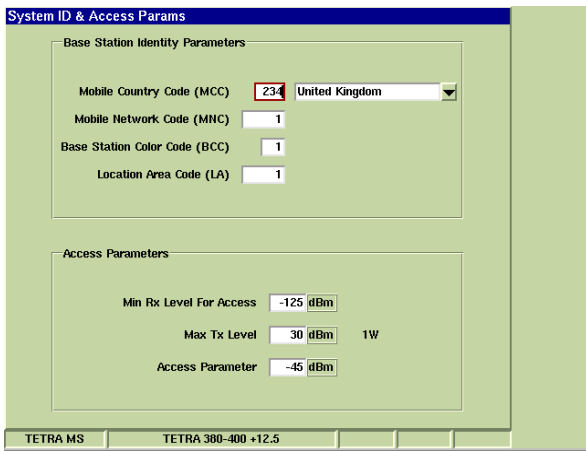 System ID & Access Params
Base Station Identity Parameters
Mobile Country Code (MCC) 234 United Kingdom
Mobile Network Code (MNC) 1
Base Station Color Code (BCC) 1
Location Area Code (LA) 1
Access Parameters
Min Rx Level For Access -125 dBm
Max Tx Level 30 dBm 1W
Access Parameter -45 dBm
TETRA MS TETRA 380-400 +12.5